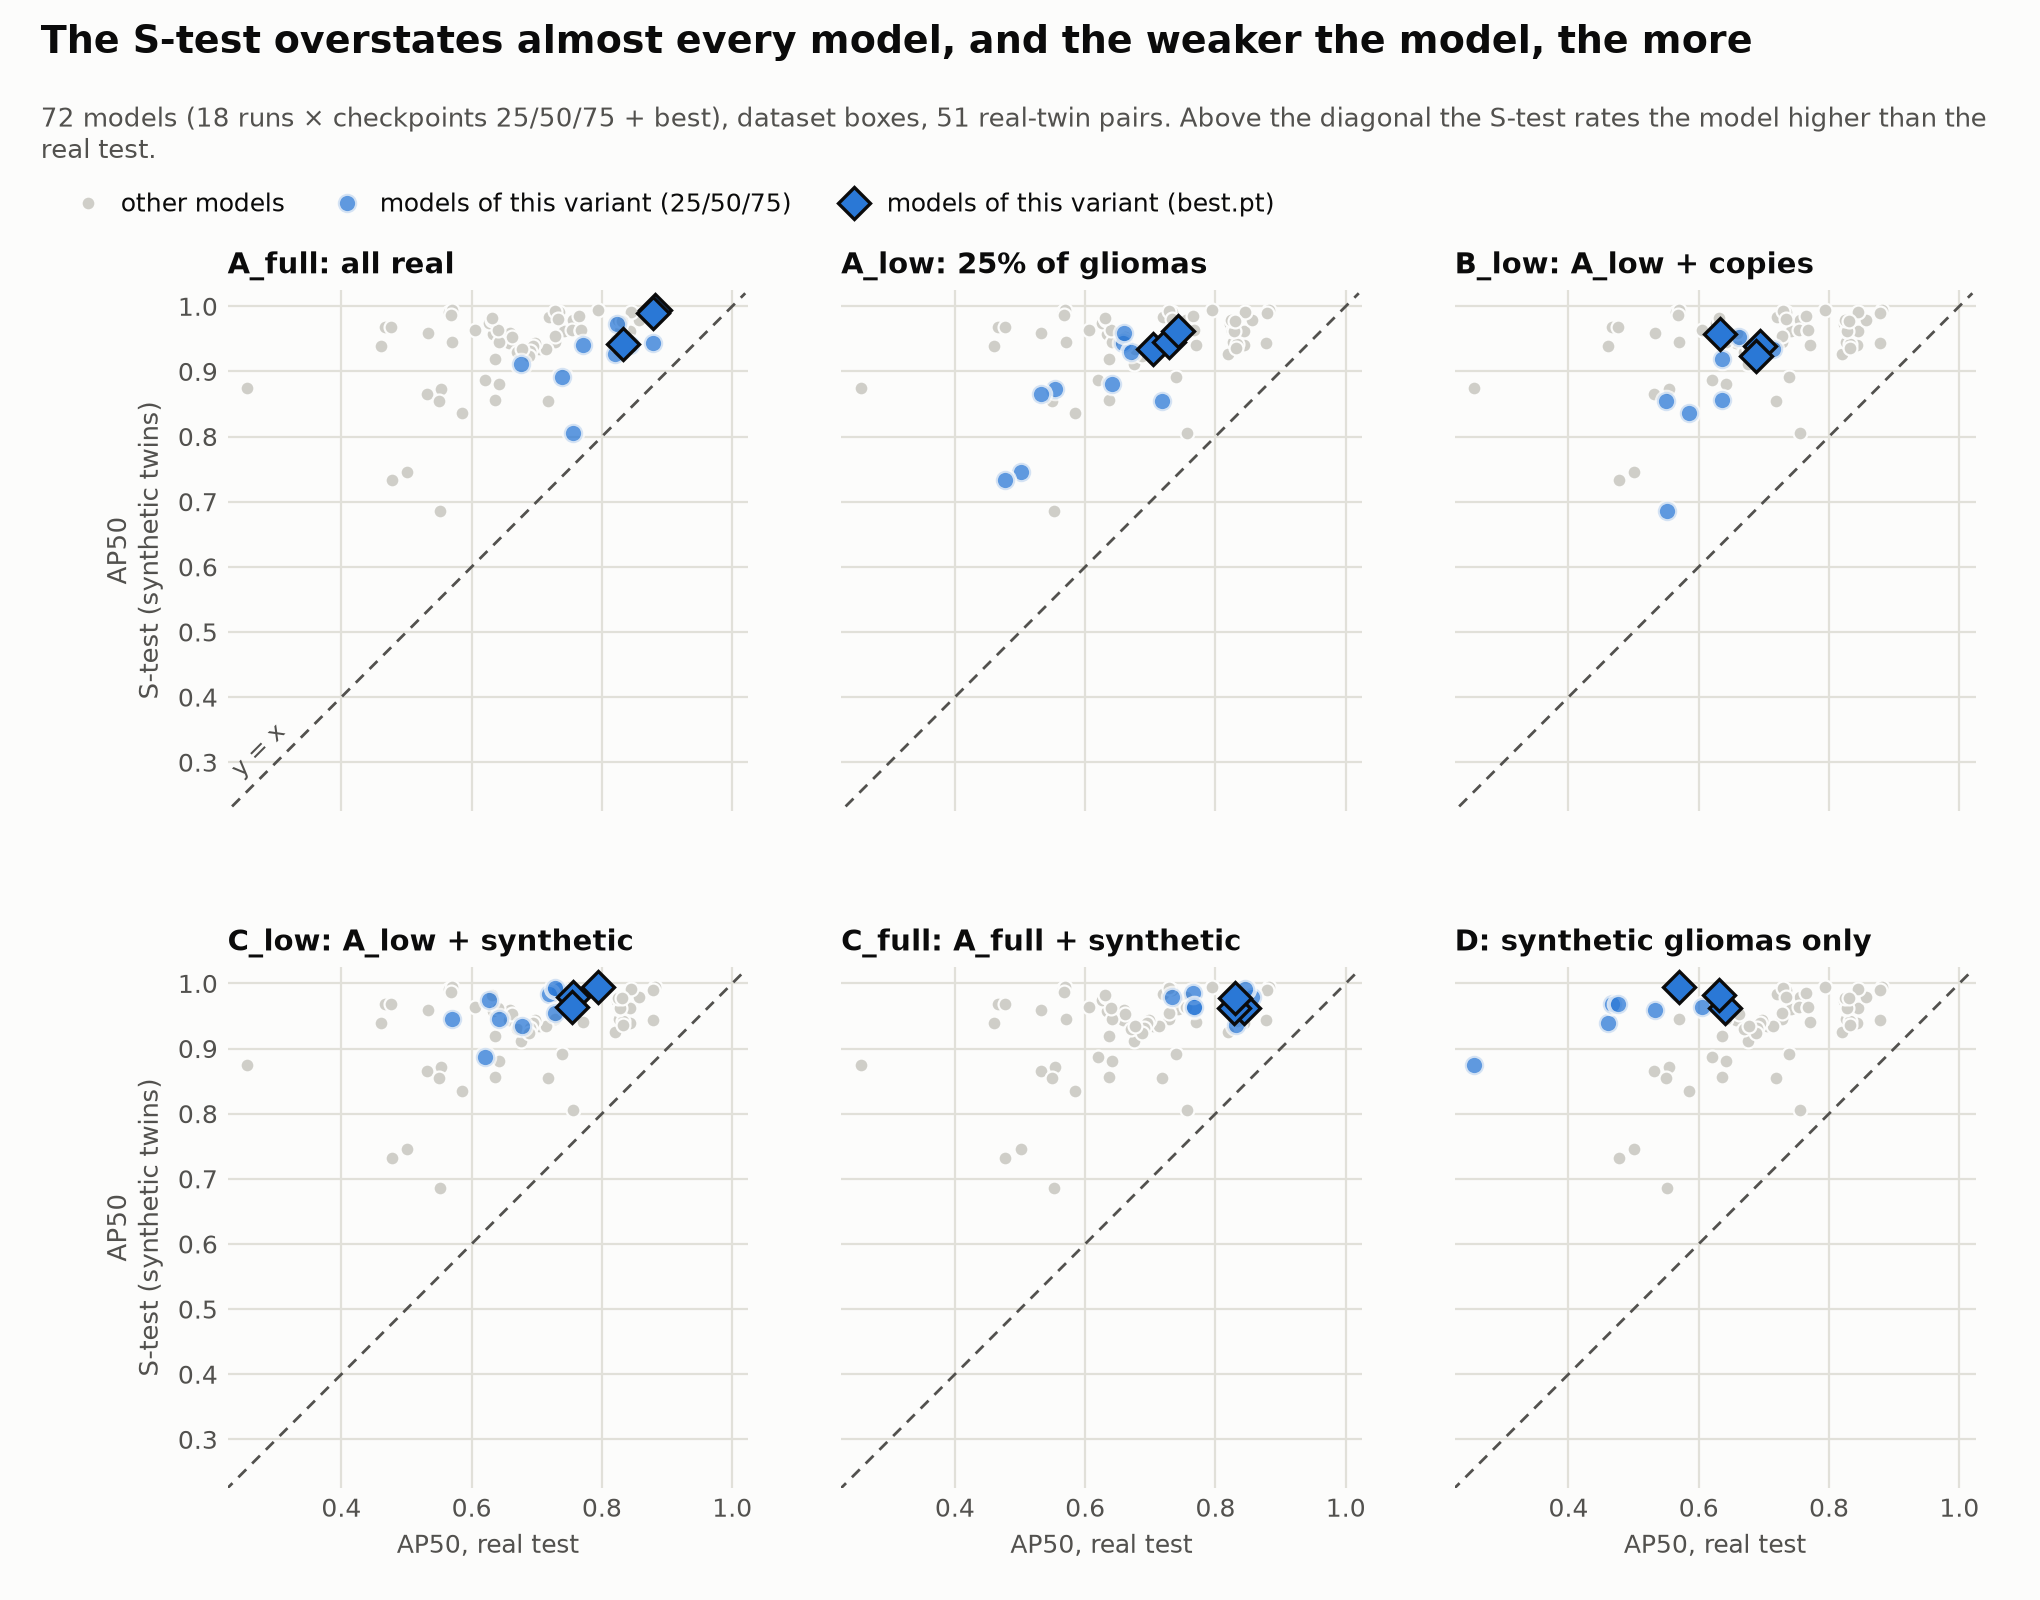 The S-test overstates almost every model, and the weaker the model, the more
72 models (18 runs × checkpoints 25/50/75 + best), dataset boxes, 51 real-twin pairs. Above the diagonal the S-test rates the model higher than the
real test.
other models
models of this variant (25/50/75)
models of this variant (best.pt)
A_full: all real
A_low: 25% of gliomas
B_low: A_low + copies
1.0
0.9
0.8
0.7
0.6
0.5
0.4
0.3
AP50
S-test (synthetic twins)
y = x
C_low: A_low + synthetic
C_full: A_full + synthetic
D: synthetic gliomas only
1.0
0.9
0.8
0.7
0.6
0.5
0.4
0.3
AP50
S-test (synthetic twins)
0.4 0.6 0.8 1.0
0.4 0.6 0.8 1.0
0.4 0.6 0.8 1.0
AP50, real test
AP50, real test
AP50, real test